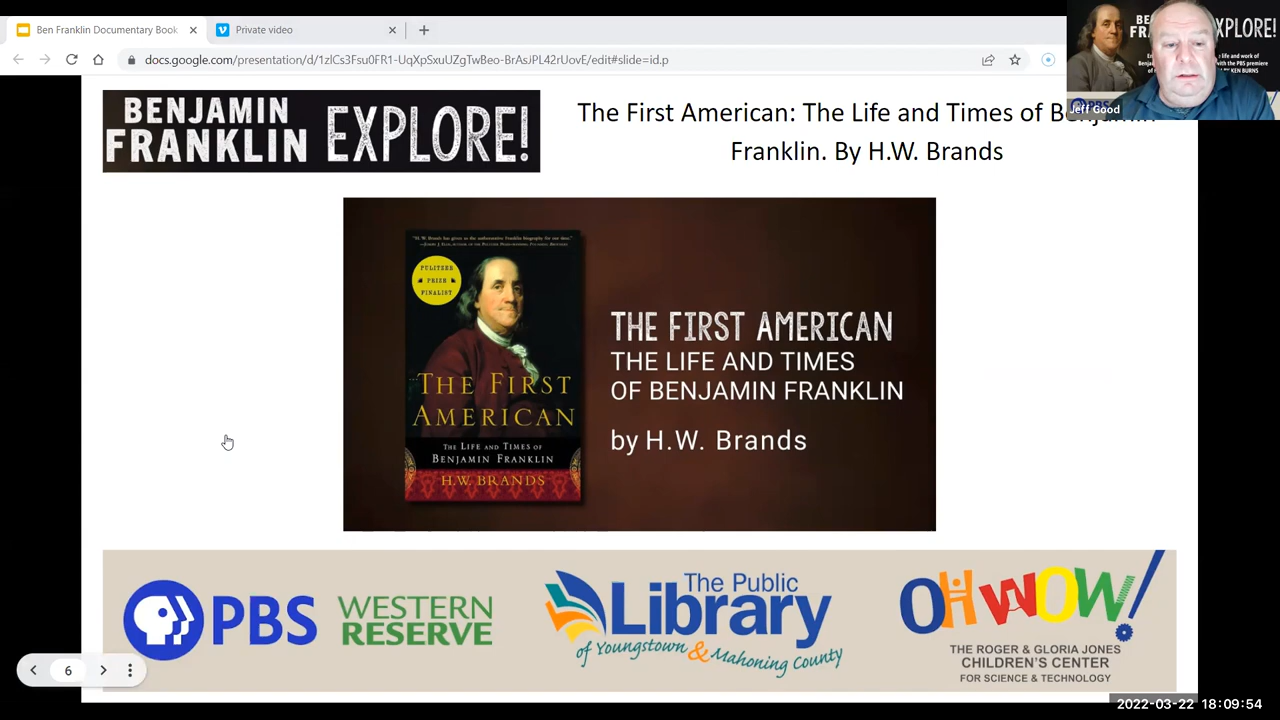 Ben Franklin Documentary Book
Private video
docs.google.com/presentation/d/1zlCs3Fsu0FR1-UqXpSxuUZgTwBeo-BrAsJPL42rUovE/edit#slide=id.p
EXPLORE!
Jeff Good
BENJAMIN
FRANKLIN EXPLORE!
The First American: The Life and Times of Benjamin
Franklin. By H.W. Brands
PULITZER
PRIZE
FINALIST
THE FIRST
AMERICAN
THE LIFE AND TIMES OF
BENJAMIN FRANKLIN
H.W. BRANDS
THE FIRST AMERICAN
THE LIFE AND TIMES
OF BENJAMIN FRANKLIN
by H.W. Brands
PBS WESTERN
RESERVE
The Public
Library
of Youngstown & Mahoning County
OH WOW!
THE ROGER & GLORIA JONES
CHILDREN'S CENTER
FOR SCIENCE & TECHNOLOGY
6
2022-03-22 18:09:54